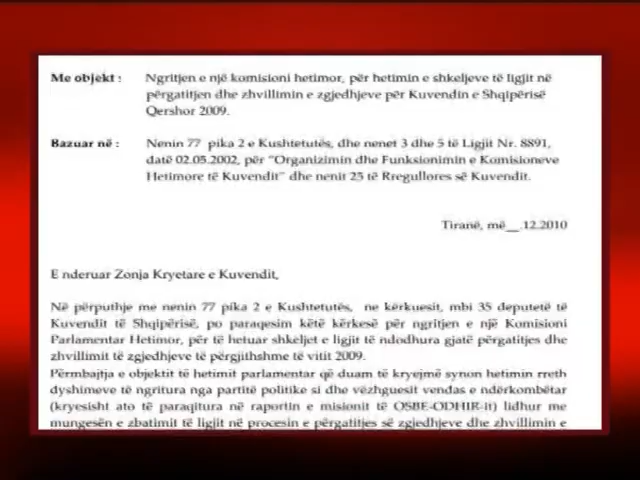 Me objekt : Ngritjen e një komisioni hetimor, për hetimin e shkeljeve të ligjit në
përgatitjen dhe zhvillimin e zgjedhjeve për Kuvendin e Shqipërisë
Qershor 2009.
Bazuar në : Nenin 77 pika 2 e Kushtetutës, dhe nenet 3 dhe 5 të Ligjit Nr. 8891,
datë 02.05.2002, për “Organizimin dhe Funksionimin e Komisioneve
Hetimore të Kuvendit” dhe nenit 25 të Rregullores së Kuvendit.
Tiranë, më__.12.2010
E nderuar Zonja Kryetare e Kuvendit,
Në përputhje me nenin 77 pika 2 e Kushtetutës, ne kërkuesit, mbi 35 deputetë të
Kuvendit të Shqipërisë, po paraqesim këtë kërkesë për ngritjen e një Komisioni
Parlamentar Hetimor, për të hetuar shkeljet e ligjit të ndodhura gjatë përgatitjes dhe
zhvillimit të zgjedhjeve të përgjithshme të vitit 2009.
Përmbajtja e objektit të hetimit parlamentar që duam të kryejmë synon hetimin rreth
dyshimeve të ngritura nga partitë politike si dhe vëzhguesit vendas e ndërkombëtar
(kryesisht ato të paraqitura në raportin e misionit të OSBE-ODHIR-it) lidhur me
mungesën e zbatimit të ligjit në procesin e përgatitjes së zgjedhjeve dhe zhvillimin e